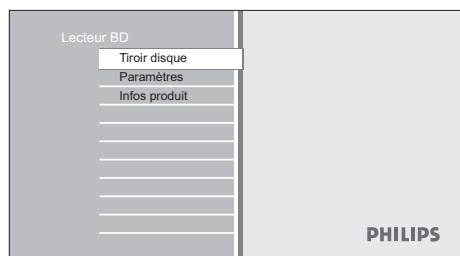 Lecteur BD
Tiroir disque
Paramètres
Infos produit
PHILIPS